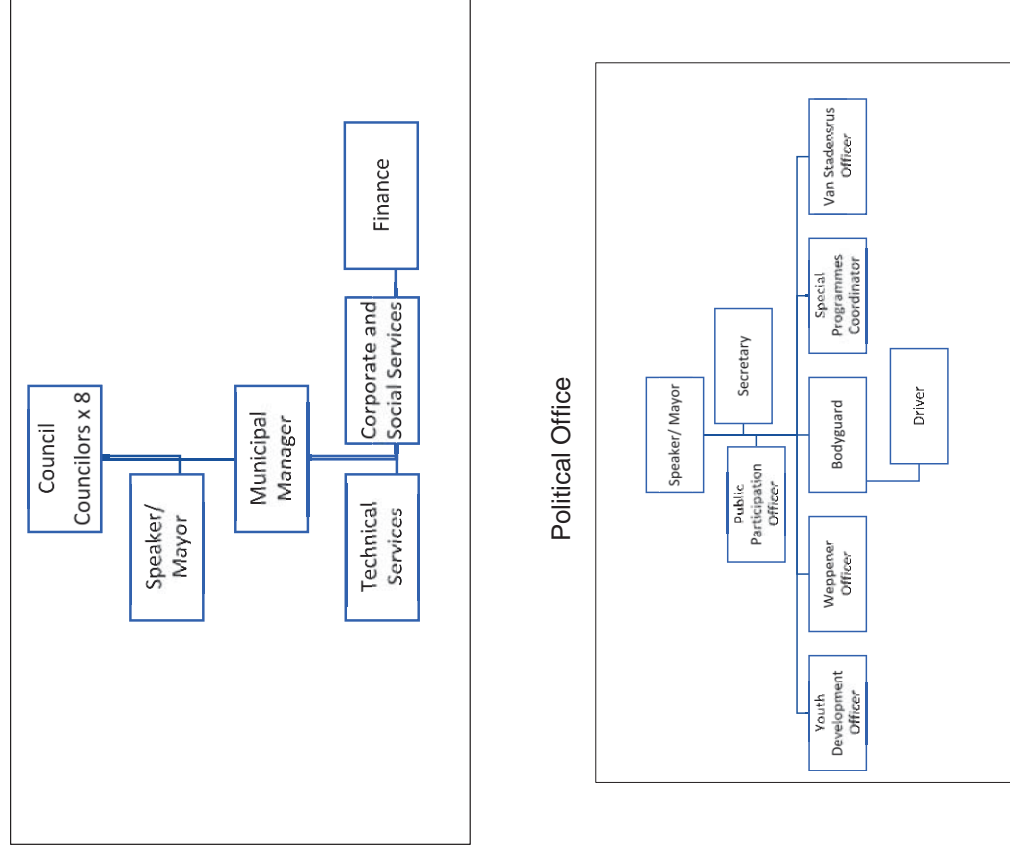 Council
Councilors x 8
Speaker/
Mayor
Municipal
Manager
Technical
Services
Corporate and
Social Services
Finance
Political Office
Speaker/ Mayor
Public
Participation
Officer
Secretary
Youth
Development
Officer
Weppener
Officer
Bodyguard
Special
Programmes
Coordinator
Van Stadensrus
Officer
Driver